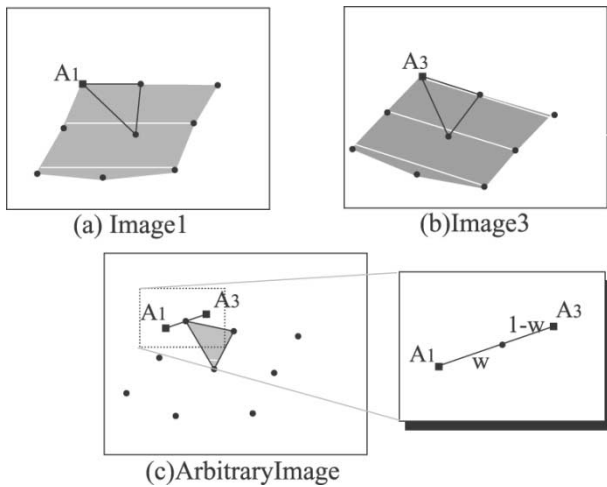 A1
A3
(a) Image1
(b)Image3
A1
A3
A3
1-w
A1
w
(c)ArbitraryImage